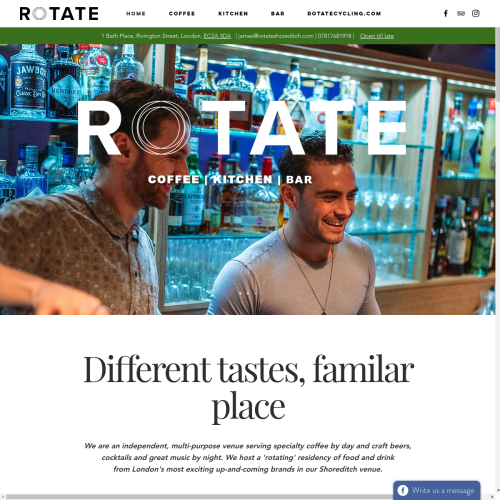 ROTATE HOME COFFEE KITCHEN BAR ROTATECYCLING.COM
1 Bath Place, Rivington Street, London, EC2A 3DA | james@rotateshoreditch.com | 07817681918 | Open till late
JAWBOX
HENDRICK'S
ROTATE
COFFEE | KITCHEN | BAR
Different tastes, familar
place
We are an independent, multi-purpose venue serving specialty coffee by day and craft beers,
cocktails and great music by night. We host a 'rotating' residency of food and drink
from London's most exciting up-and-coming brands in our Shoreditch venue.
Write us a message